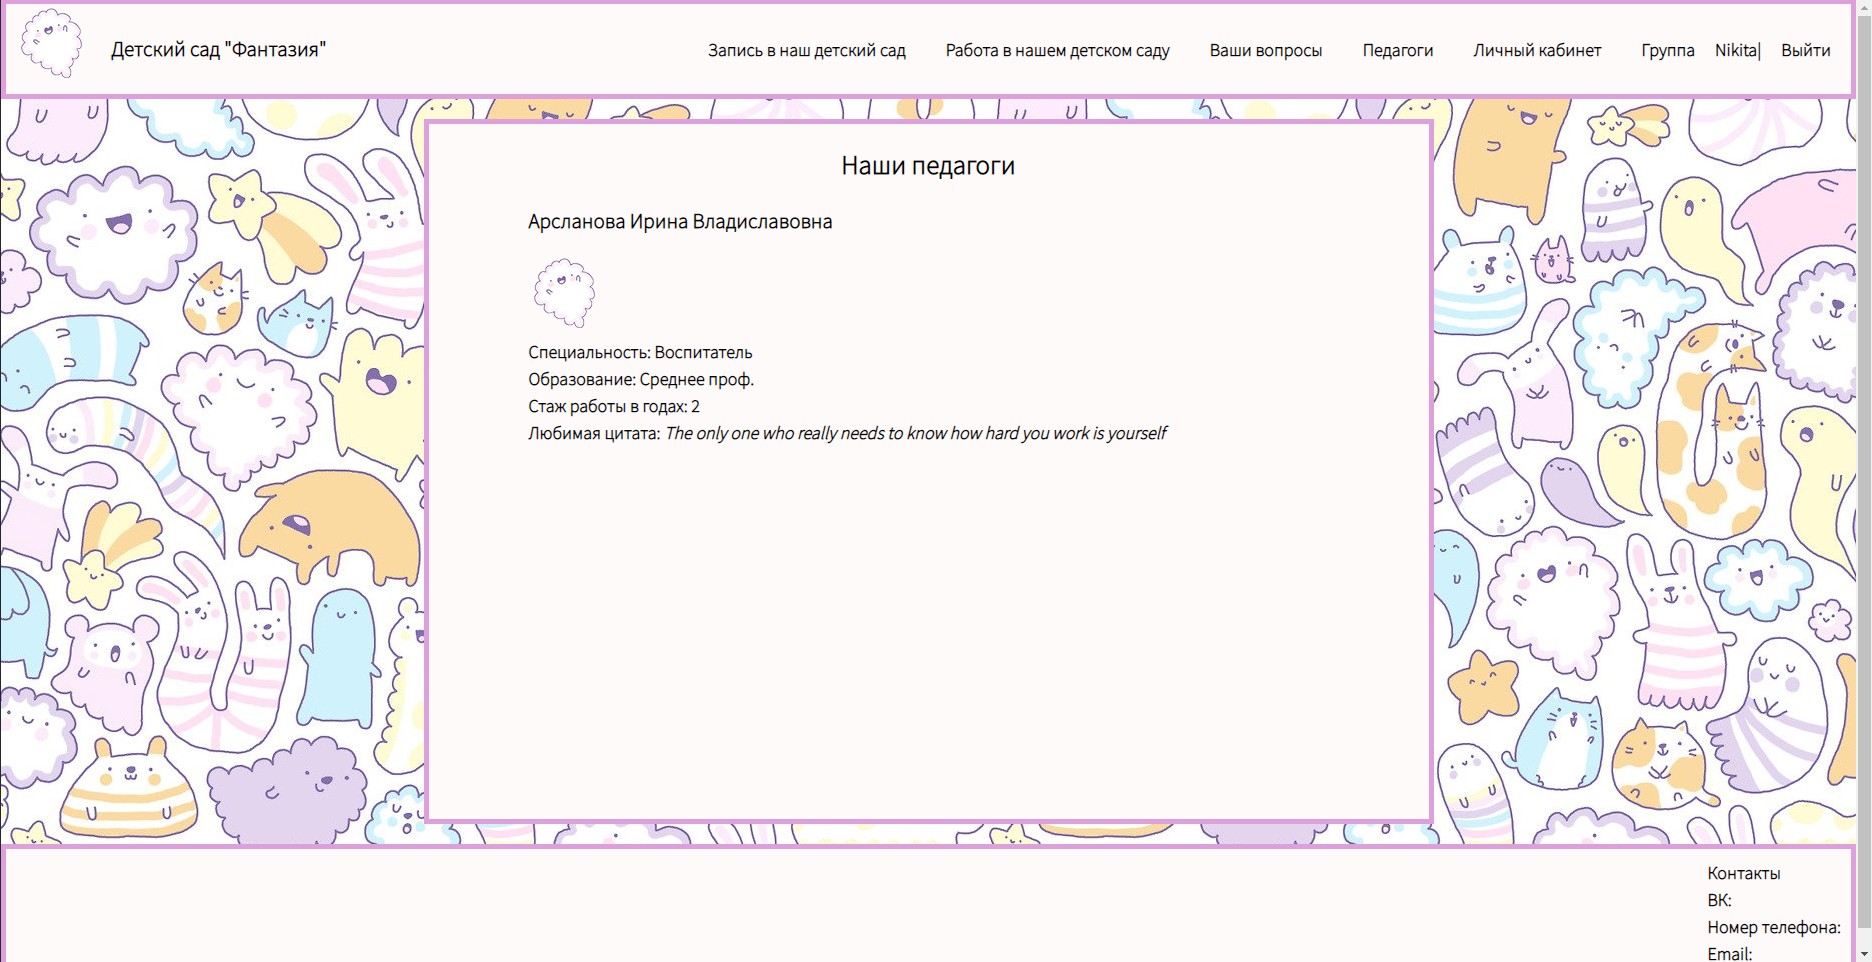 Детский сад "Фантазия"
Запись в наш детский сад Работа в нашем детском саду Ваши вопросы Педагоги Личный кабинет Группа Nikita| Выйти
Наши педагоги
Арсланова Ирина Владиславовна
Специальность: Воспитатель
Образование: Среднее проф.
Стаж работы в годах: 2
Любимая цитата: The only one who really needs to know how hard you work is yourself
Контакты
ВК:
Номер телефона:
Email: